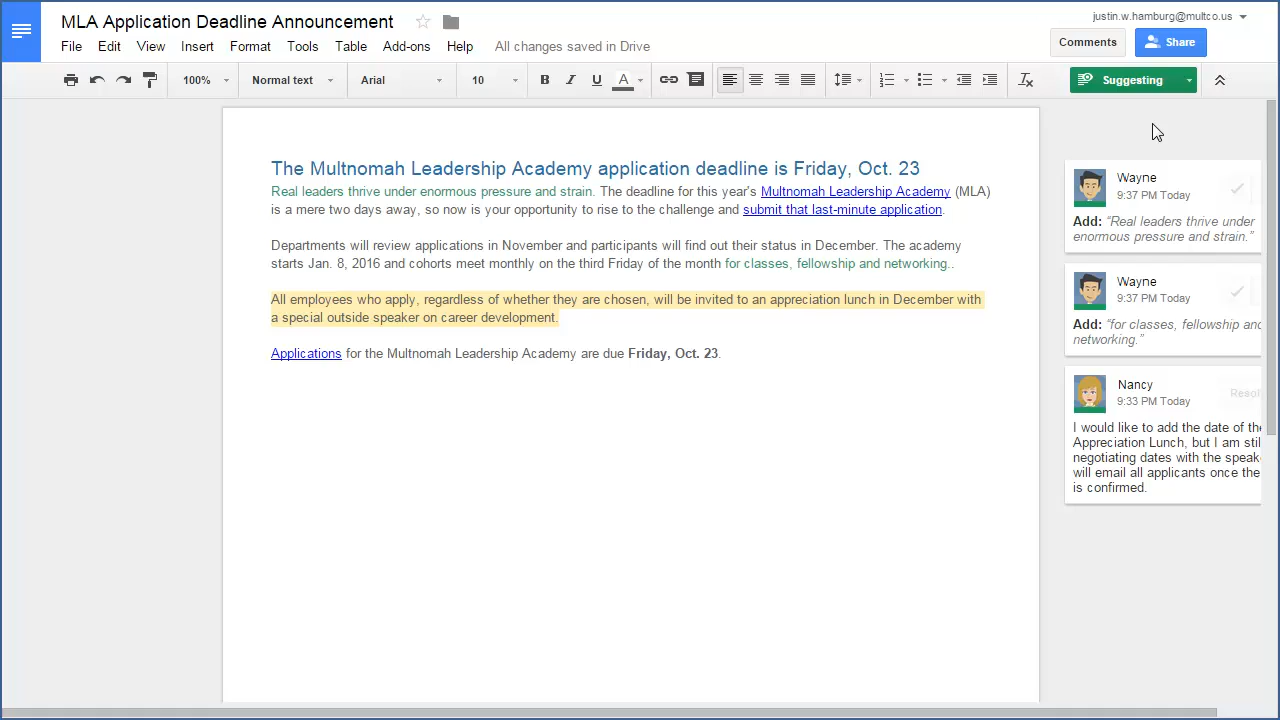 MLA Application Deadline Announcement
justin.w.hamburg@multco.us
File Edit View Insert Format Tools Table Add-ons Help All changes saved in Drive
Comments Share
100% Normal text Arial 10 B I U A Suggesting
The Multnomah Leadership Academy application deadline is Friday, Oct. 23
Real leaders thrive under enormous pressure and strain. The deadline for this year's Multnomah Leadership Academy (MLA)
is a mere two days away, so now is your opportunity to rise to the challenge and submit that last-minute application.
Departments will review applications in November and participants will find out their status in December. The academy
starts Jan. 8, 2016 and cohorts meet monthly on the third Friday of the month for classes, fellowship and networking..
All employees who apply, regardless of whether they are chosen, will be invited to an appreciation lunch in December with
a special outside speaker on career development.
Applications for the Multnomah Leadership Academy are due Friday, Oct. 23.
Wayne
9:37 PM Today
Add: “Real leaders thrive under
enormous pressure and strain.”
Wayne
9:37 PM Today
Add: “for classes, fellowship and
networking.”
Nancy
9:33 PM Today
Resol
I would like to add the date of the
Appreciation Lunch, but I am stil
negotiating dates with the speake
will email all applicants once the
is confirmed.